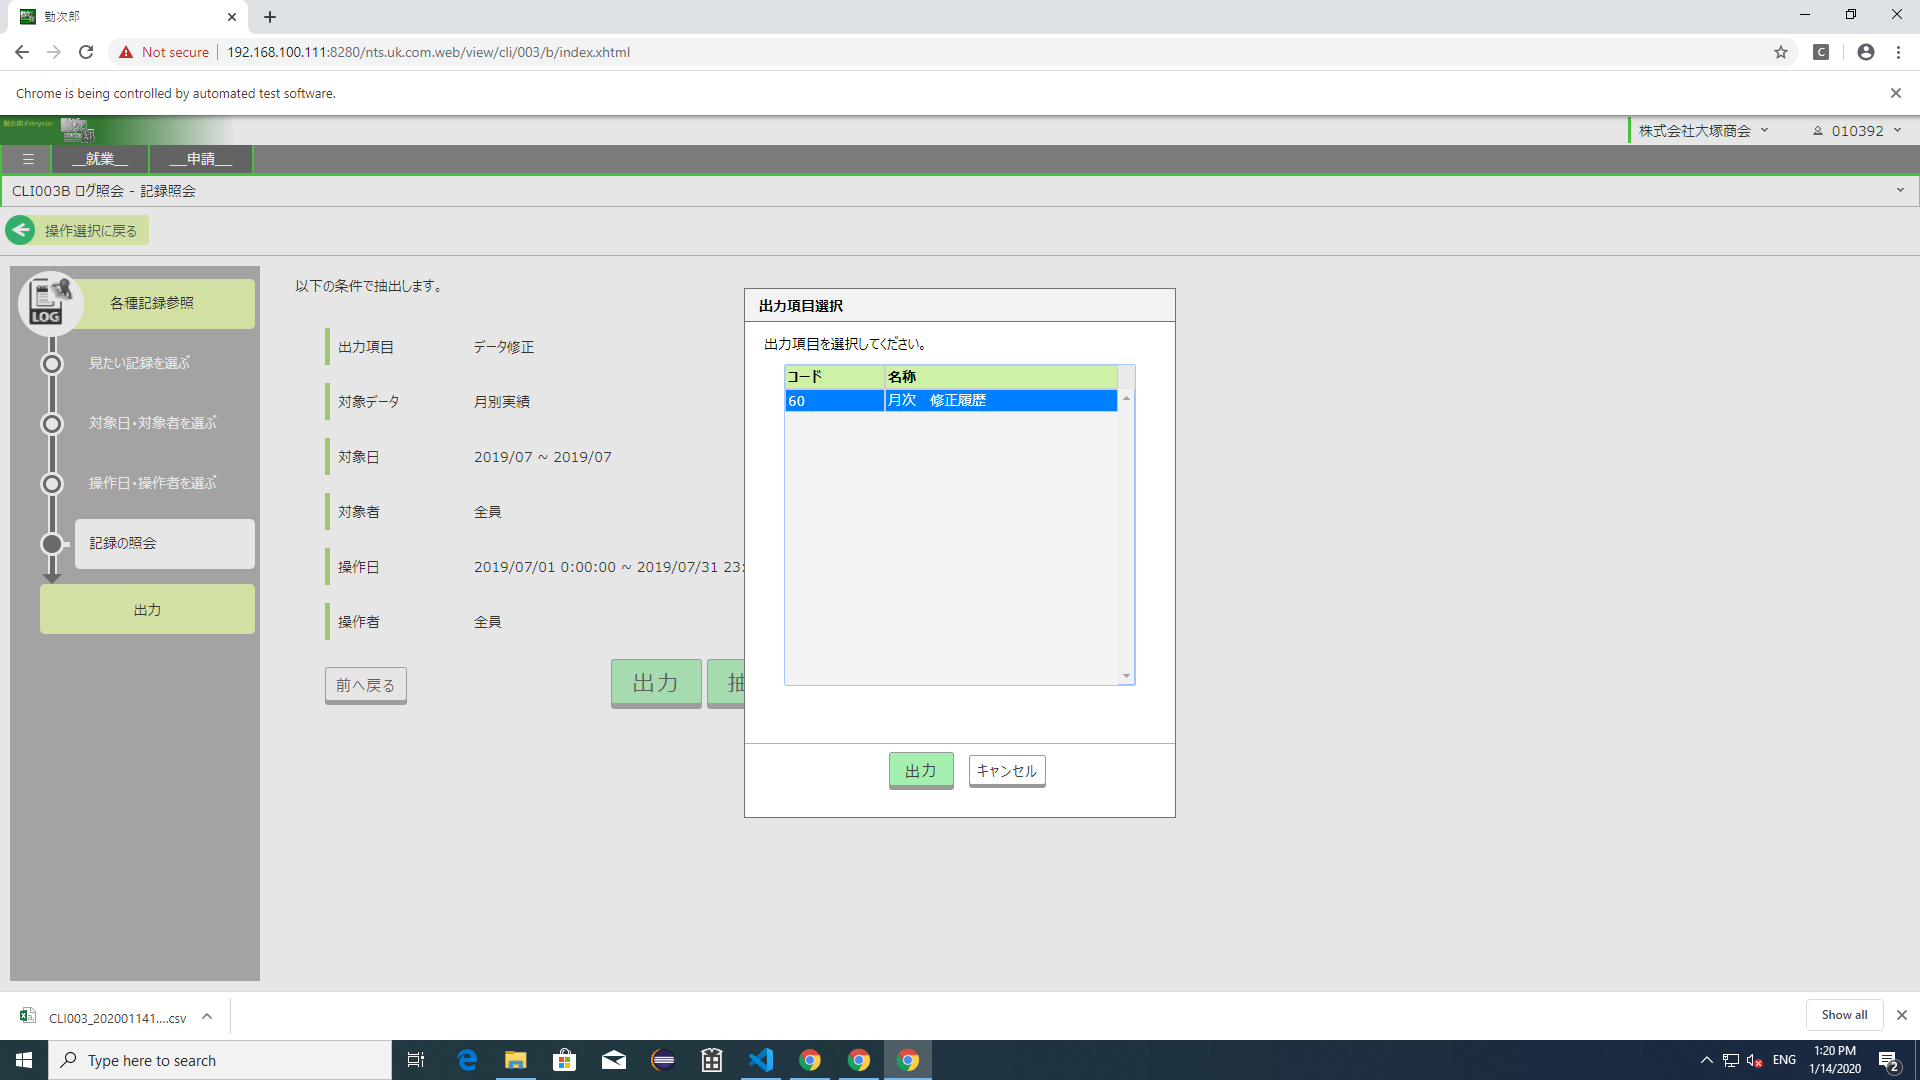 勤次郎
Not secure
192.168.100.111:8280/nts.uk.com.web/view/cli/003/b/index.xhtml
Chrome is being controlled by automated test software.
勤次郎 Enterprise
株式会社大塚商会
010392
__就業__
__申請__
CLI003B ログ照会 - 記録照会
操作選択に戻る
LOG
各種記録参照
見たい記録を選ぶ
対象日・対象者を選ぶ
操作日・操作者を選ぶ
記録の照会
出力
以下の条件で抽出します。
出力項目 データ修正
対象データ 月別実績
対象日 2019/07 ~ 2019/07
対象者 全員
操作日 2019/07/01 0:00:00 ~ 2019/07/31 23:
操作者 全員
前へ戻る
出力
抽
出力項目選択
出力項目を選択してください。
コード 名称
60 月次 修正履歴
出力
キャンセル
CLI003_202001141....csv
Show all
Type here to search
ENG
1:20 PM
1/14/2020
2